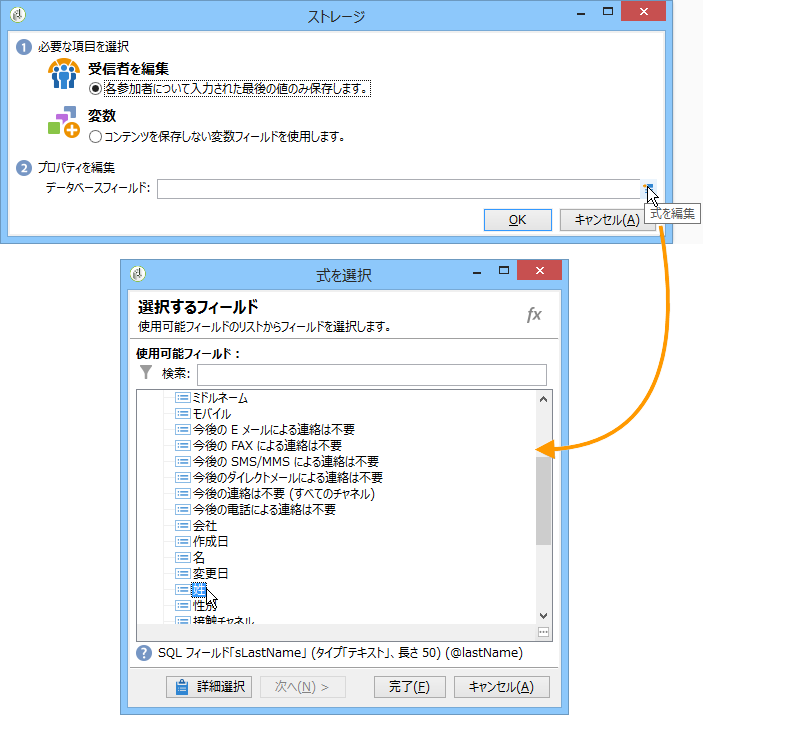 ストレージ
1 必要な項目を選択
受信者を編集
各参加者について入力された最後の値のみ保存します。
変数
コンテンツを保存しない変数フィールドを使用します。
2 プロパティを編集
データベースフィールド:
OK
キャンセル(A)
式を編集
式を選択
選択するフィールド
使用可能フィールドのリストからフィールドを選択します。
fx
使用可能フィールド：
検索:
ミドルネーム
モバイル
今後の E メールによる連絡は不要
今後の FAX による連絡は不要
今後の SMS/MMS による連絡は不要
今後のダイレクトメールによる連絡は不要
今後の連絡は不要 (すべてのチャネル)
今後の電話による連絡は不要
会社
作成日
名
変更日
姓
性別
接触チャネル
? SQL フィールド「sLastName」 (タイプ「テキスト」、長さ 50) (@lastName)
詳細選択
次へ(N) >
完了(F)
キャンセル(A)